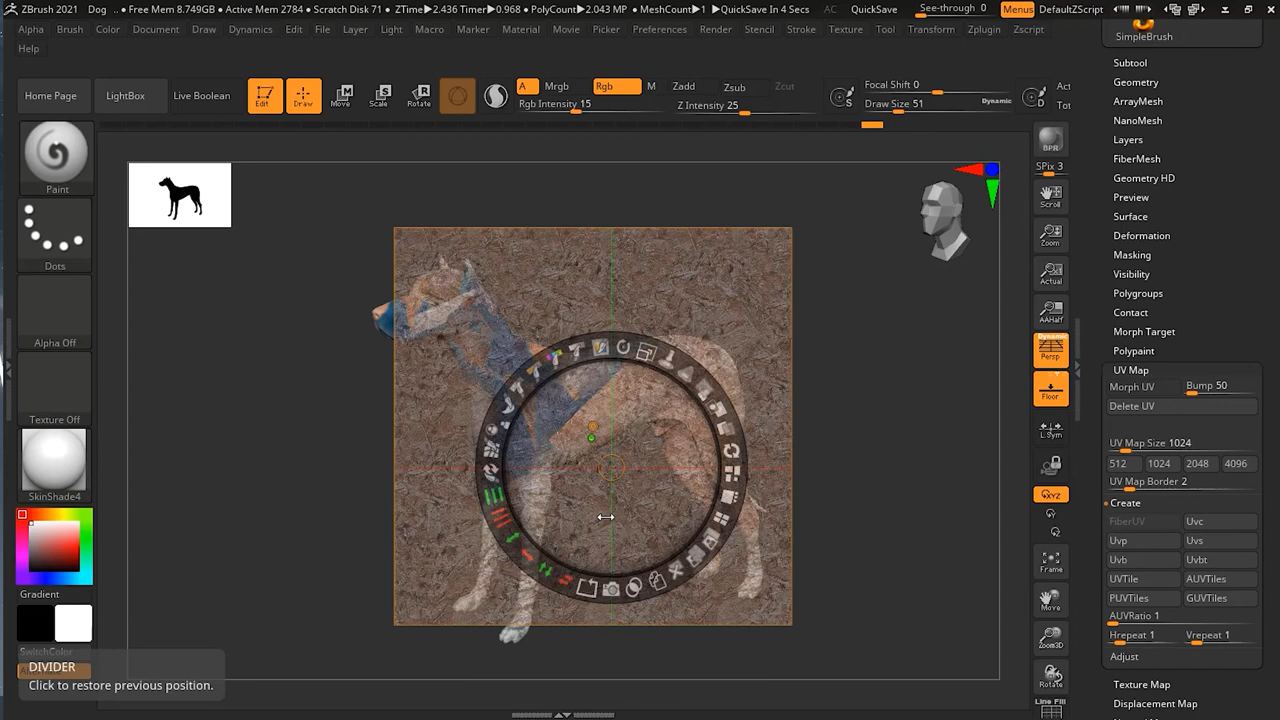 ZBrush 2021 Dog .. ● Free Mem 8.749GB ● Active Mem 2784 ● Scratch Disk 71 ● ZTime▶2.436 Timer▶0.968 ● PolyCount▶2.043 MP ● MeshCount▶1 ▶QuickSave In 4 Secs AC QuickSave See-through 0 Menus DefaultZScript
Alpha Brush Color Document Draw Dynamics Edit File Layer Light Macro Marker Material Movie Picker Preferences Render Stencil Stroke Texture Tool Transform Zplugin Zscript
Help
Home Page LightBox Live Boolean
Edit Draw Move Scale Rotate
A Mrgb Rgb M Zadd Zsub Zcut
Rgb Intensity 15 Z Intensity 25
Focal Shift 0
Draw Size 51 Dynamic
S D
Act
Tot
Paint
Dots
Alpha Off
Texture Off
SkinShade4
Gradient
SwitchColor
DIVIDER
Click to restore previous position.
BPR
SPix 3
Scroll
Zoom
Actual
AAHalf
Dynamic
Persp
Floor
L.Sym
XYZ
Y
Z
Frame
Move
Zoom3D
Rotate
Line Fill
SimpleBrush
Subtool
Geometry
ArrayMesh
NanoMesh
Layers
FiberMesh
Geometry HD
Preview
Surface
Deformation
Masking
Visibility
Polygroups
Contact
Morph Target
Polypaint
UV Map
Morph UV Bump 50
Delete UV
UV Map Size 1024
512 1024 2048 4096
UV Map Border 2
Create
FiberUV Uvc
Uvp Uvs
Uvb Uvbt
UVTile AUVTiles
PUVTiles GUVTiles
AUVRatio 1
Hrepeat 1 Vrepeat 1
Adjust
Texture Map
Displacement Map